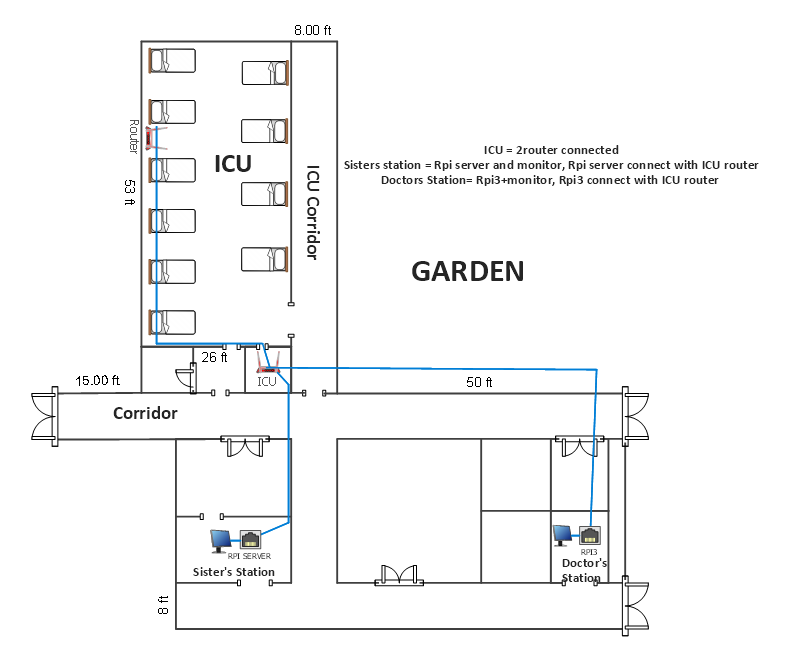 8.00 ft
Router
ICU
ICU = 2router connected
Sisters station = Rpi server and monitor, Rpi server connect with ICU router
Doctors Station= Rpi3+monitor, Rpi3 connect with ICU router
53 ft
ICU Corridor
GARDEN
26 ft
15.00 ft
ICU
50 ft
Corridor
RPI SERVER
Sister's Station
RPI3
Doctor's
Station
8 ft